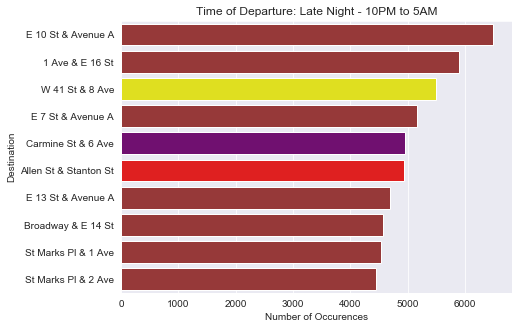 Time of Departure: Late Night - 10PM to 5AM
Destination
E 10 St & Avenue A
1 Ave & E 16 St
W 41 St & 8 Ave
E 7 St & Avenue A
Carmine St & 6 Ave
Allen St & Stanton St
E 13 St & Avenue A
Broadway & E 14 St
St Marks Pl & 1 Ave
St Marks Pl & 2 Ave
0 1000 2000 3000 4000 5000 6000
Number of Occurences